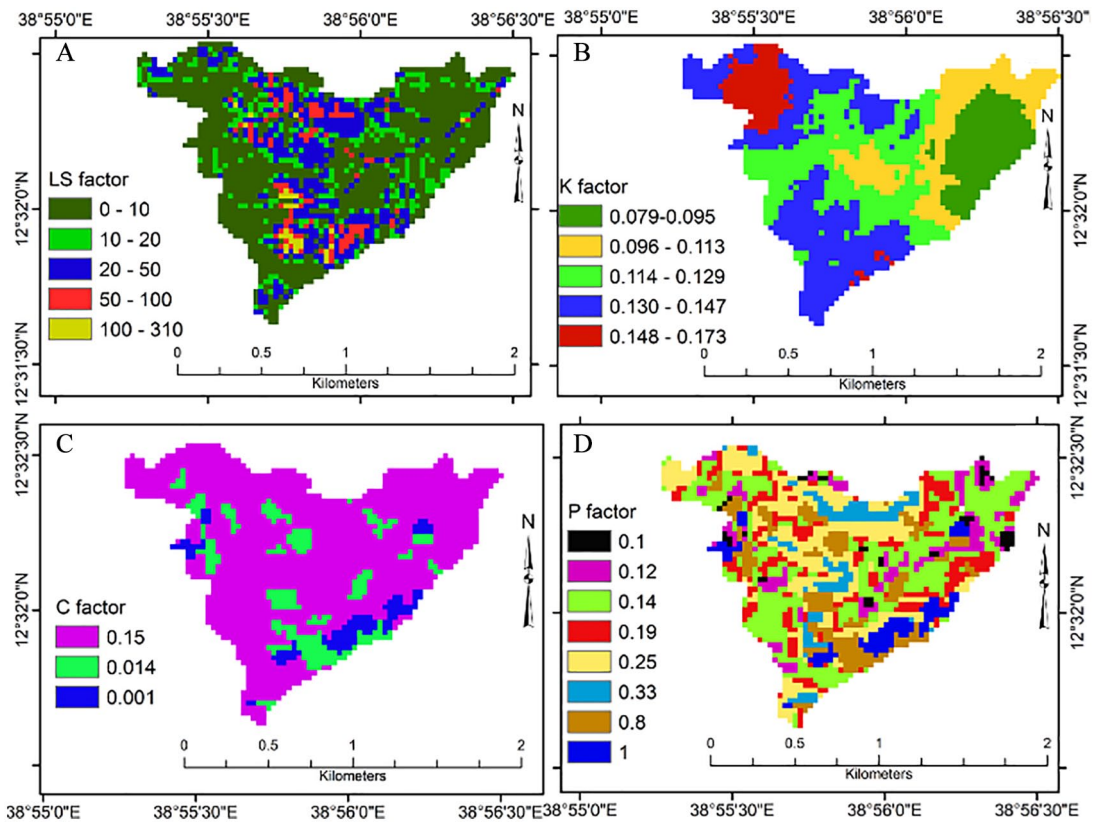 38°55'0"E 38°55'30"E 38°56'0"E 38°56'30"E
38°55'0"E 38°55'30"E 38°56'0"E 38°56'30"E
A
N
LS factor
0 - 10
10 - 20
20 - 50
50 - 100
100 - 310
0 0.5 1 2
Kilometers
12°32'0"N
12°31'30"N
B
N
K factor
0.079-0.095
0.096 - 0.113
0.114 - 0.129
0.130 - 0.147
0.148 - 0.173
0 0.5 1 2
Kilometers
12°32'0"N
12°31'30"N
C
N
C factor
0.15
0.014
0.001
0 0.5 1 2
Kilometers
12°32'30"N
12°32'0"N
D
N
P factor
0.1
0.12
0.14
0.19
0.25
0.33
0.8
1
0 0.5 1 2
Kilometers
12°32'30"N
12°32'0"N
38°55'0"E 38°55'30"E 38°56'0"E 38°56'30"E
38°55'30"E 38°56'0"E 38°56'30"E